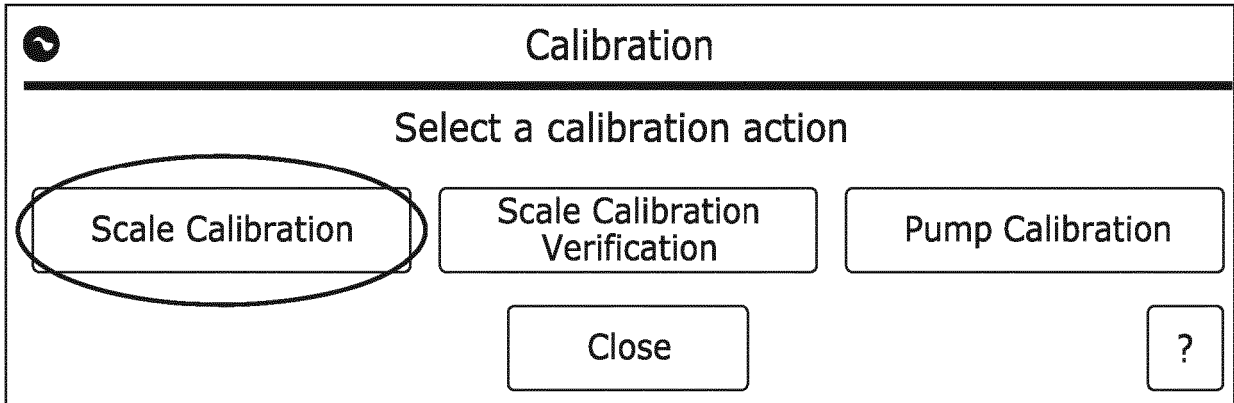 Calibration
Select a calibration action
Scale Calibration
Scale Calibration
Verification
Pump Calibration
Close
?